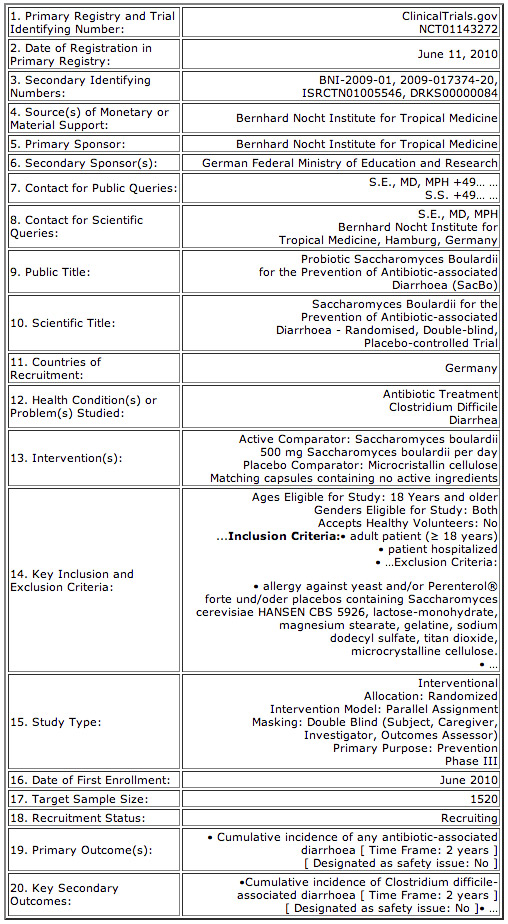 1. Primary Registry and Trial
Identifying Number:
ClinicalTrials.gov
NCT01143272
2. Date of Registration in
Primary Registry:
June 11, 2010
3. Secondary Identifying
Numbers:
BNI-2009-01, 2009-017374-20,
ISRCTN01005546, DRKS00000084
4. Source(s) of Monetary or
Material Support:
Bernhard Nocht Institute for Tropical Medicine
5. Primary Sponsor:
Bernhard Nocht Institute for Tropical Medicine
6. Secondary Sponsor(s):
German Federal Ministry of Education and Research
7. Contact for Public Queries:
S.E., MD, MPH +49… …
S.S. +49… …
8. Contact for Scientific
Queries:
S.E., MD, MPH
Bernhard Nocht Institute for
Tropical Medicine, Hamburg, Germany
9. Public Title:
Probiotic Saccharomyces Boulardii
for the Prevention of Antibiotic-associated
Diarrhoea (SacBo)
10. Scientific Title:
Saccharomyces Boulardii for the
Prevention of Antibiotic-associated
Diarrhoea - Randomised, Double-blind,
Placebo-controlled Trial
11. Countries of
Recruitment:
Germany
12. Health Condition(s) or
Problem(s) Studied:
Antibiotic Treatment
Clostridium Difficile
Diarrhea
13. Intervention(s):
Active Comparator: Saccharomyces boulardii
500 mg Saccharomyces boulardii per day
Placebo Comparator: Microcristallin cellulose
Matching capsules containing no active ingredients
14. Key Inclusion and
Exclusion Criteria:
Ages Eligible for Study: 18 Years and older
Genders Eligible for Study: Both
Accepts Healthy Volunteers: No
…Inclusion Criteria:• adult patient (≥ 18 years)
• patient hospitalized
• …Exclusion Criteria:
• allergy against yeast and/or Perenterol®
forte und/oder placebos containing Saccharomyces
cerevisiae HANSEN CBS 5926, lactose-monohydrate,
magnesium stearate, gelatine, sodium
dodecyl sulfate, titan dioxide,
microcrystalline cellulose.
• …
15. Study Type:
Interventional
Allocation: Randomized
Intervention Model: Parallel Assignment
Masking: Double Blind (Subject, Caregiver,
Investigator, Outcomes Assessor)
Primary Purpose: Prevention
Phase III
16. Date of First Enrollment:
June 2010
17. Target Sample Size:
1520
18. Recruitment Status:
Recruiting
19. Primary Outcome(s):
• Cumulative incidence of any antibiotic-associated
diarrhoea [ Time Frame: 2 years ]
[ Designated as safety issue: No ]
20. Key Secondary
Outcomes:
•Cumulative incidence of Clostridium difficile-
associated diarrhoea [ Time Frame: 2 years ]
[ Designated as safety issue: No ]• …